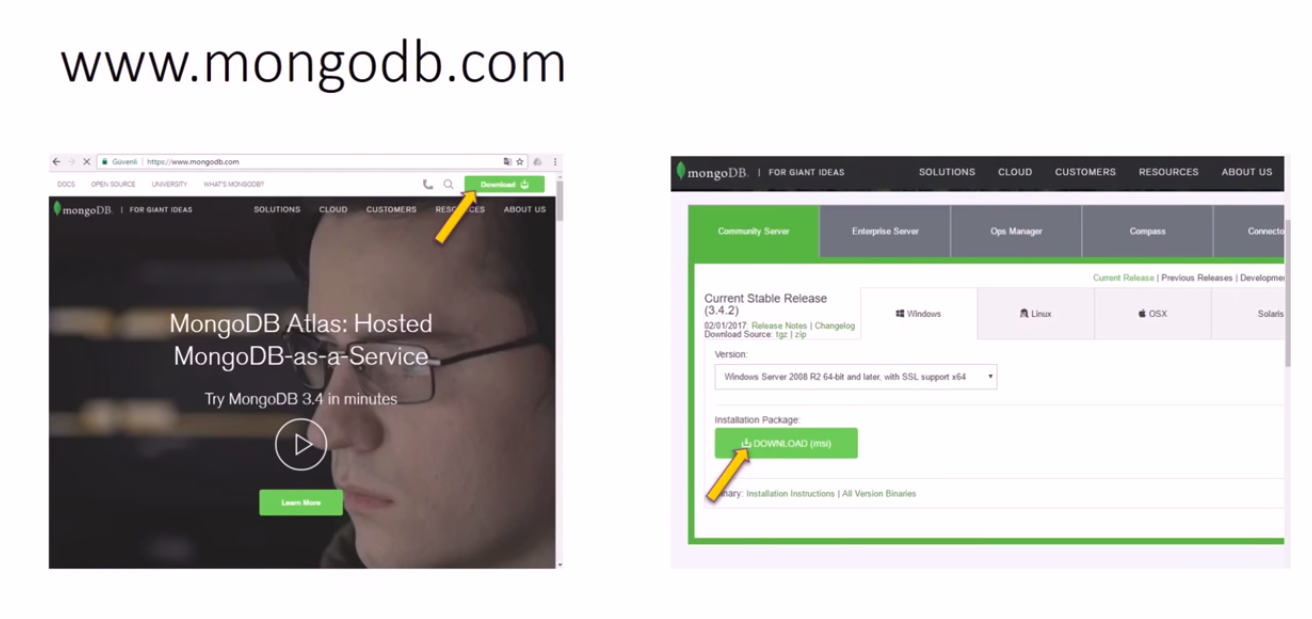 www.mongodb.com
Güvenli | https://www.mongodb.com
DOCS OPEN SOURCE UNIVERSITY WHAT'S MONGODB?
Download
mongoDB. | FOR GIANT IDEAS SOLUTIONS CLOUD CUSTOMERS ABOUT US
MongoDB Atlas: Hosted
MongoDB-as-a-Service
Try MongoDB 3.4 in minutes
Learn More
mongoDB. | FOR GIANT IDEAS SOLUTIONS CLOUD CUSTOMERS RESOURCES ABOUT US
Community Server Enterprise Server Ops Manager Compass Connecto
Current Release | Previous Releases | Developme
Current Stable Release
(3.4.2)
02/01/2017: Release Notes | Changelog
Download Source: tgz | zip
Windows Linux OSX Solaris
Version:
Windows Server 2008 R2 64-bit and later, with SSL support x64
Installation Package:
DOWNLOAD (msi)
Installation Instructions | All Version Binaries